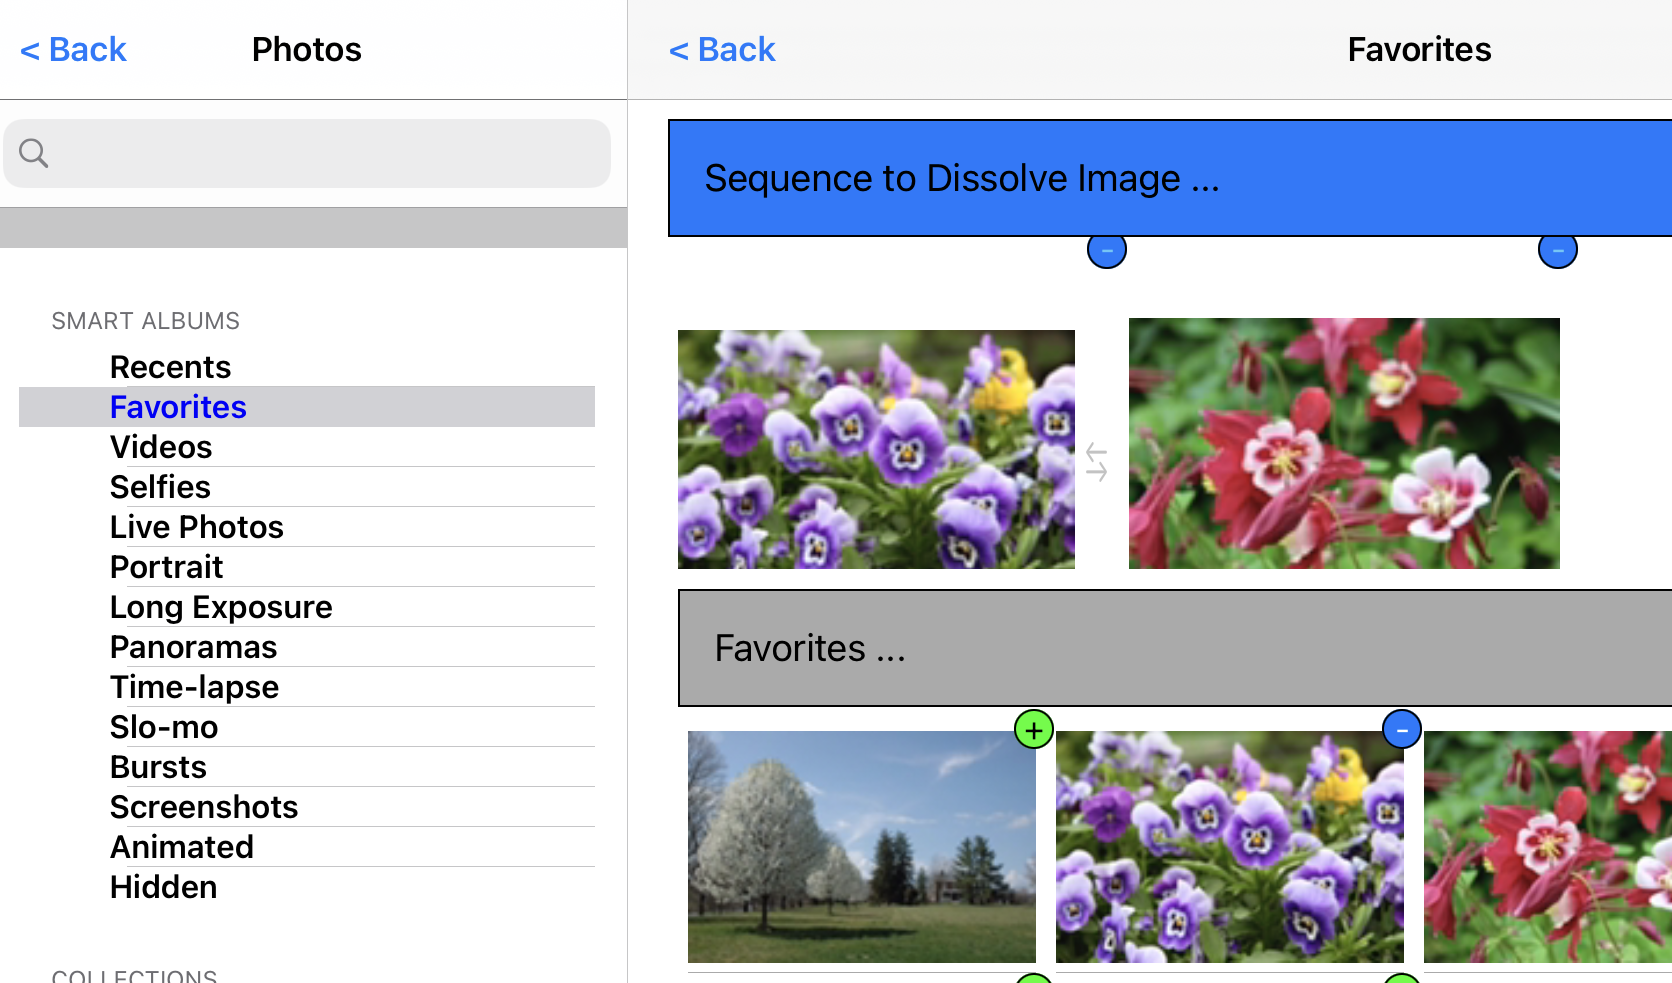 < Back
Photos
< Back
Favorites
Sequence to Dissolve Image ...
-
-
SMART ALBUMS
Recents
Favorites
Videos
Selfies
Live Photos
Portrait
Long Exposure
Panoramas
Time-lapse
Slo-mo
Bursts
Screenshots
Animated
Hidden
COLLECTIONS
Favorites ...
+
-